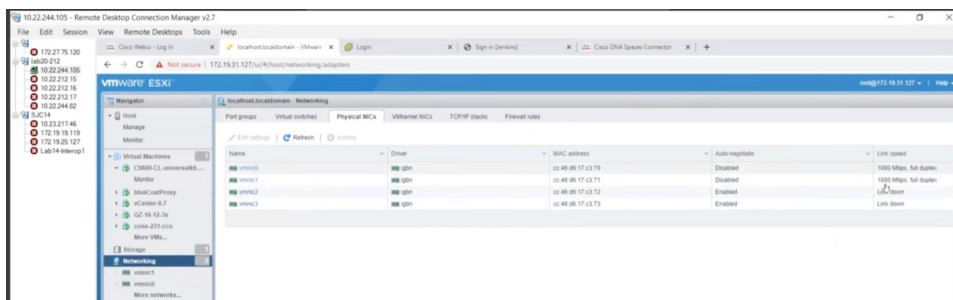 10.22.244.105 - Remote Desktop Connection Manager v2.7
File Edit Session View Remote Desktops Tools Help
172.27.75.120
lab20-212
10.22.244.105
10.22.212.15
10.22.212.16
10.22.212.17
10.22.244.82
SJC14
10.23.217.46
172.19.19.119
172.19.25.127
Lab14-Interop1
Cisco Webui - Log In
localhost.localdomain - VMware
Login
Sign in [Jenkins]
Cisco DNA Spaces Connector
Not secure 172.19.31.127/ui/#/host/networking/adapters
vmware ESXi
root@172.19.31.127 Help
Navigator
Host
Manage
Monitor
Virtual Machines
C9800-CL-universalk9....
Monitor
blueCoatProxy
vCenter-6.7
GZ-16-12-3x
conn-231-cco
More VMs...
Storage
Networking
vmnic1
vmnic0
More networks...
localhost.localdomain - Networking
Port groups Virtual switches Physical NICs VMkernel NICs TCP/IP stacks Firewall rules
Edit settings Refresh Actions
Name Driver MAC address Auto-negotiate Link speed
vmnic0 igbn cc:46:d6:17:c3:70 Disabled 1000 Mbps, full duplex
vmnic1 igbn cc:46:d6:17:c3:71 Disabled 1000 Mbps, full duplex
vmnic2 igbn cc:46:d6:17:c3:72 Enabled Link down
vmnic3 igbn cc:46:d6:17:c3:73 Enabled Link down